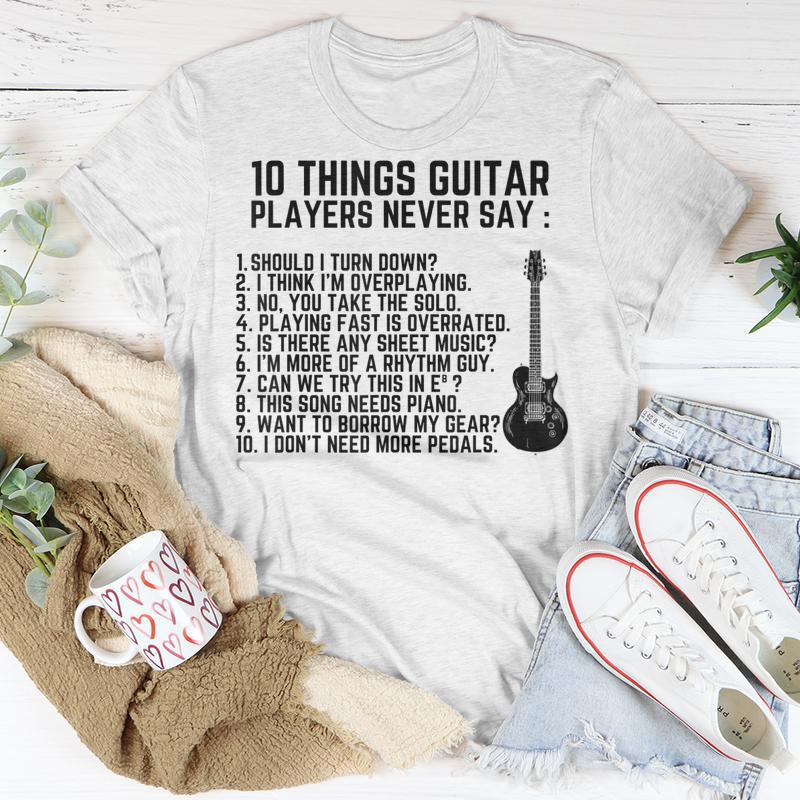 10 THINGS GUITAR
PLAYERS NEVER SAY :
1. SHOULD I TURN DOWN?
2. I THINK I'M OVERPLAYING.
3. NO, YOU TAKE THE SOLO.
4. PLAYING FAST IS OVERRATED.
5. IS THERE ANY SHEET MUSIC?
6. I'M MORE OF A RHYTHM GUY.
7. CAN WE TRY THIS IN Eᴮ ?
8. THIS SONG NEEDS PIANO.
9. WANT TO BORROW MY GEAR?
10. I DON'T NEED MORE PEDALS.